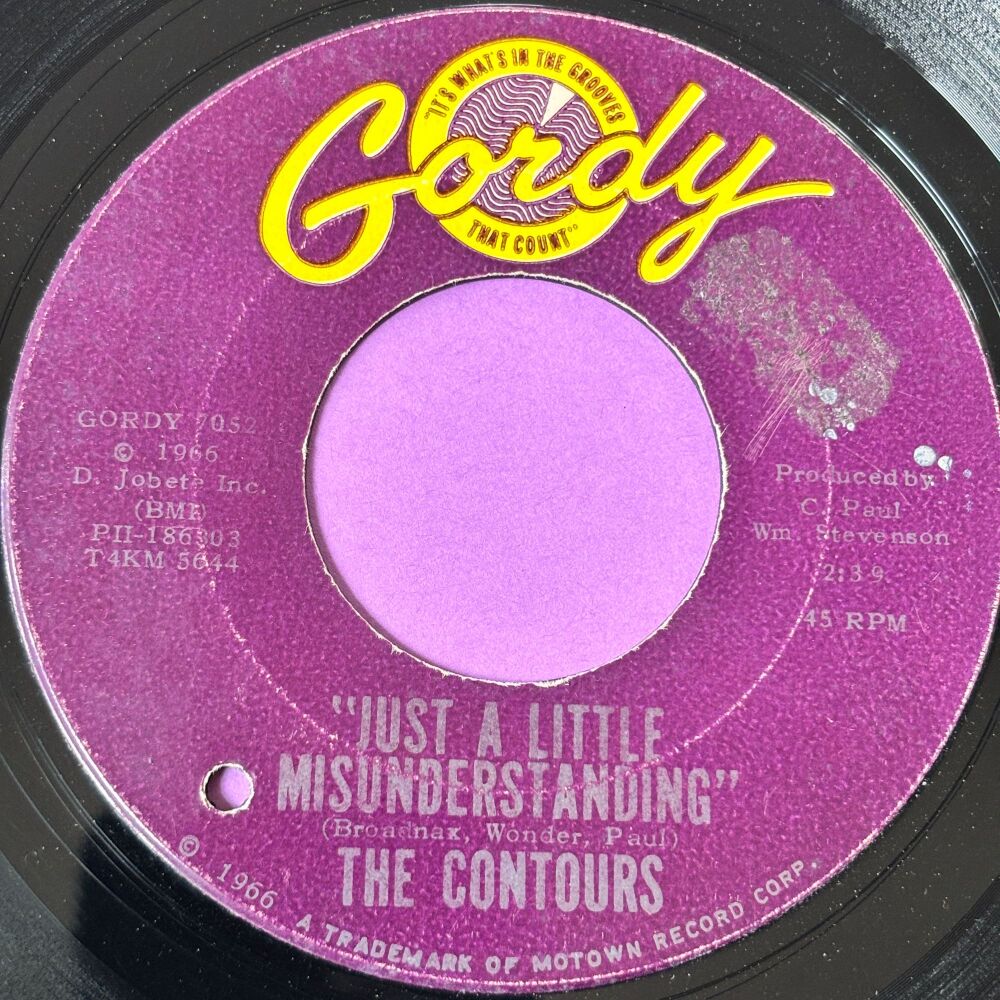 "IT'S WHAT'S IN THE GROOVES
Gordy
THAT COUNT"
GORDY 7052
© 1966
D. Jobete Inc.
(BMI)
PII-186303
T4KM 5644
Produced by
C. Paul
Wm. Stevenson
2:39
45 RPM
"JUST A LITTLE
MISUNDERSTANDING"
(Broadnax, Wonder, Paul)
THE CONTOURS
© 1966 A TRADEMARK OF MOTOWN RECORD CORP.